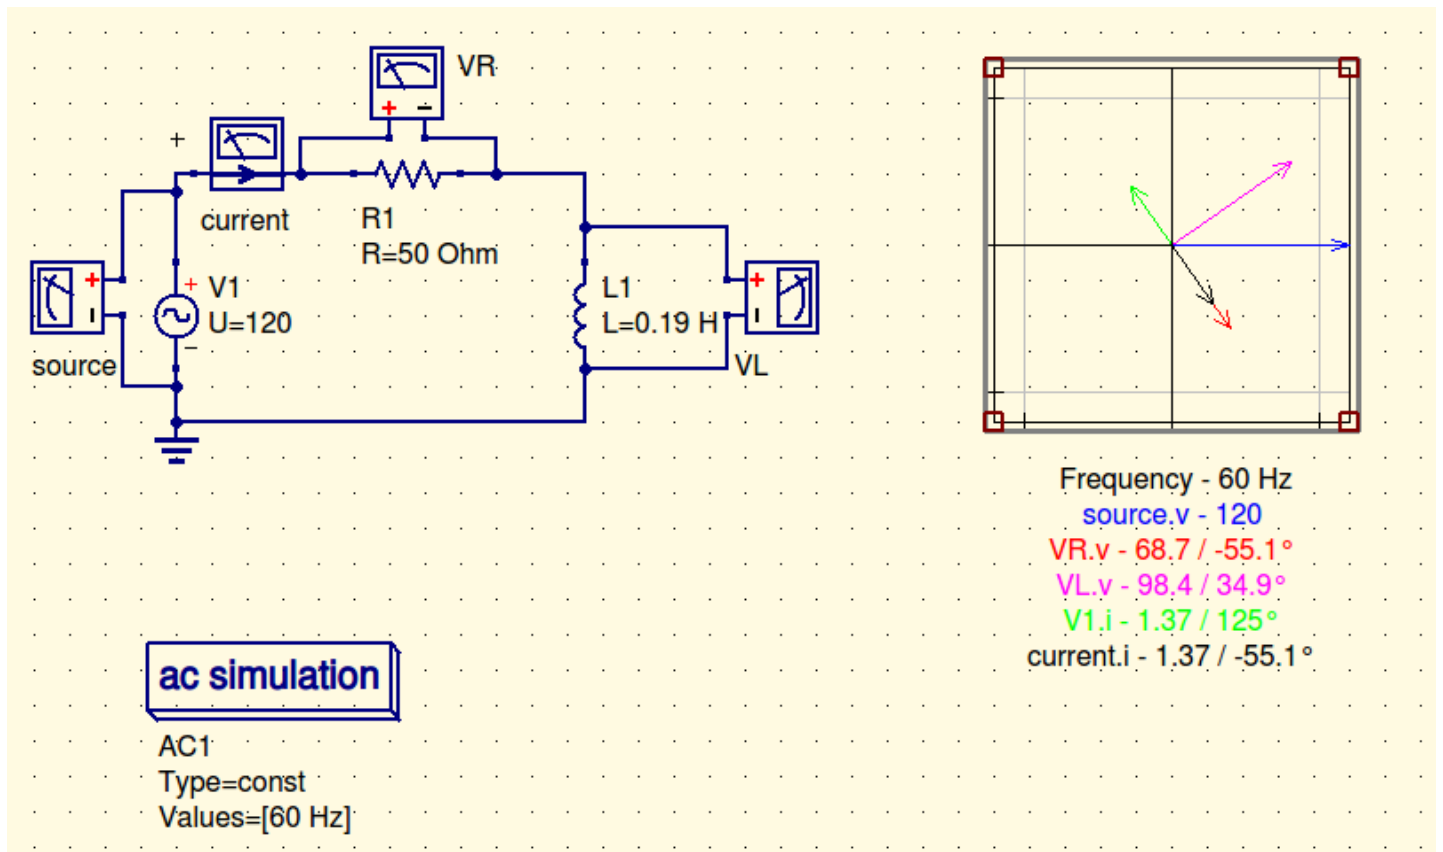 VR
+ −
+
current
R1
R=50 Ohm
+
−
source
+
V1
U=120
−
L1
L=0.19 H
+
−
VL
Frequency - 60 Hz
source.v - 120
VR.v - 68.7 / -55.1°
VL.v - 98.4 / 34.9°
V1.i - 1.37 / 125°
current.i - 1.37 / -55.1°
ac simulation
AC1
Type=const
Values=[60 Hz]